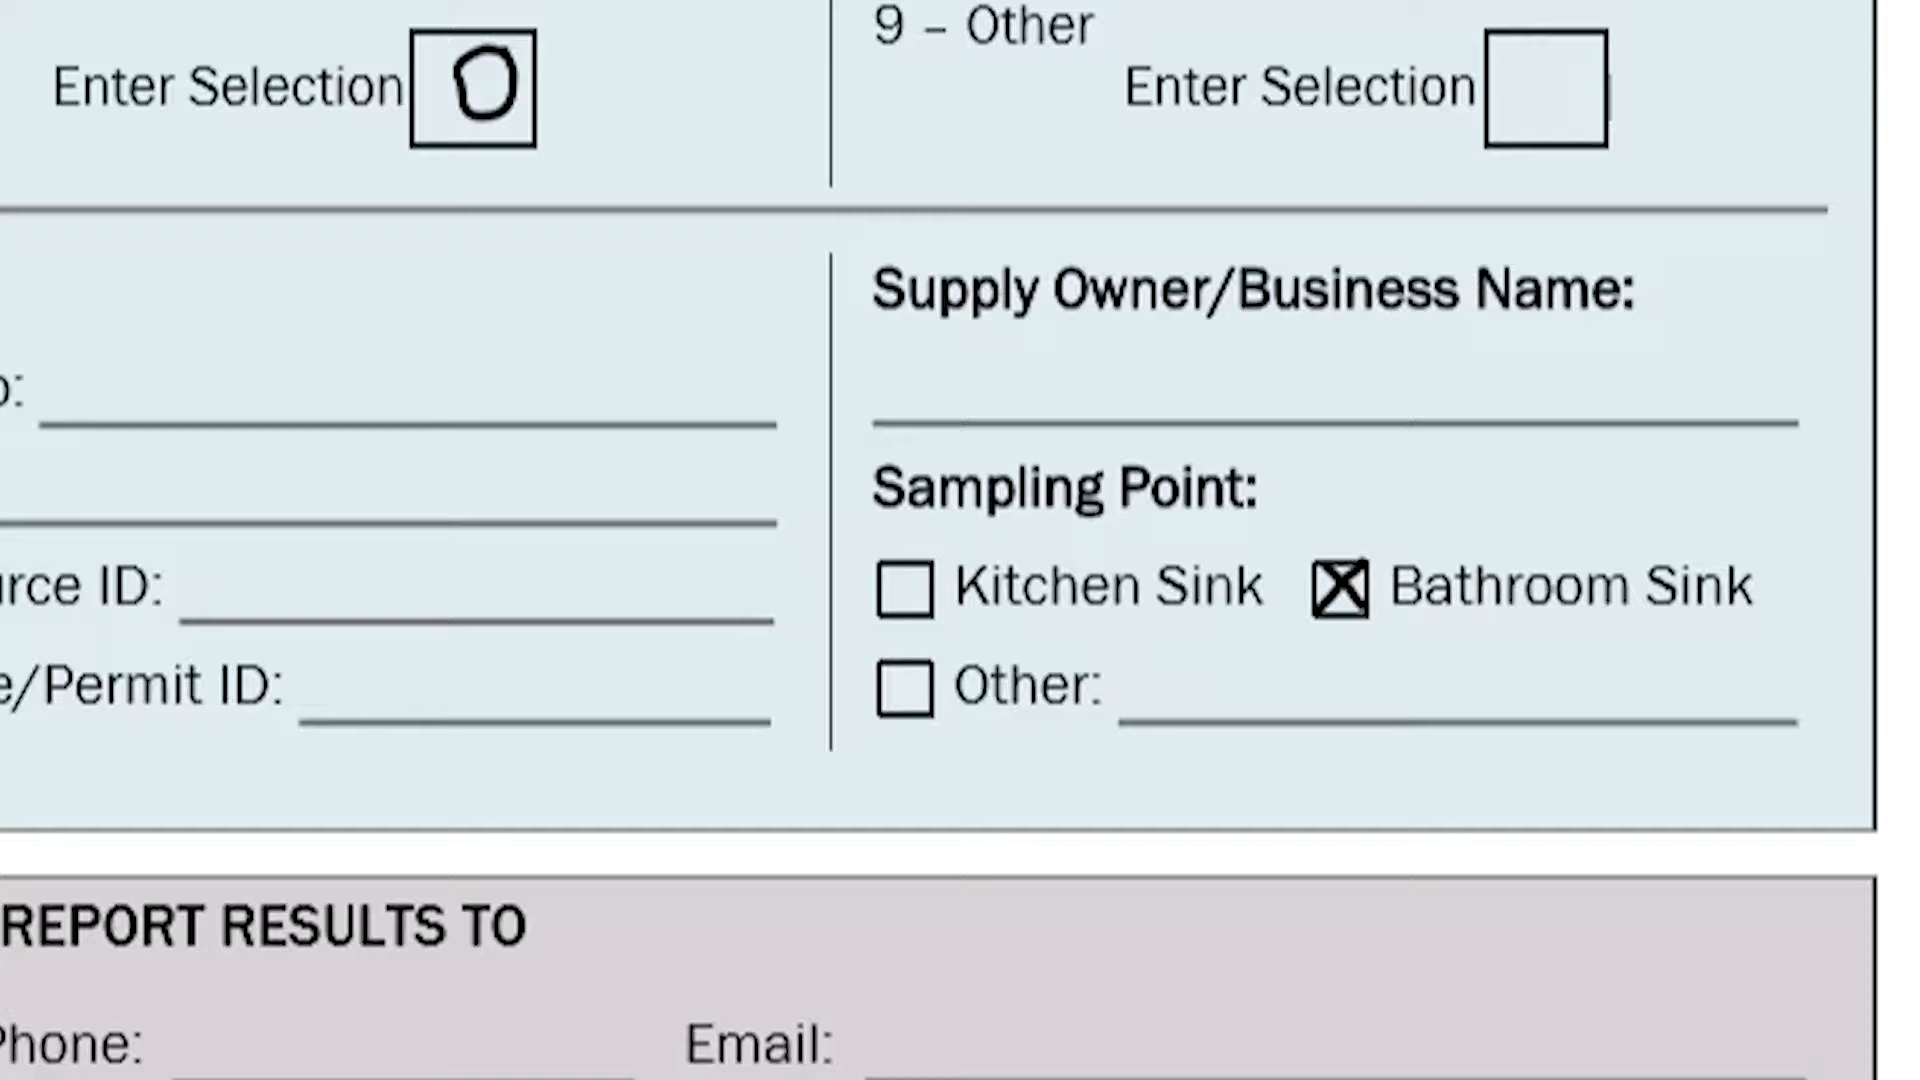 9 – Other
Enter Selection 0
Enter Selection
Supply Owner/Business Name:
Sampling Point:
Kitchen Sink
Bathroom Sink
Other:
ID:
/Permit ID:
REPORT RESULTS TO
Phone:
Email: